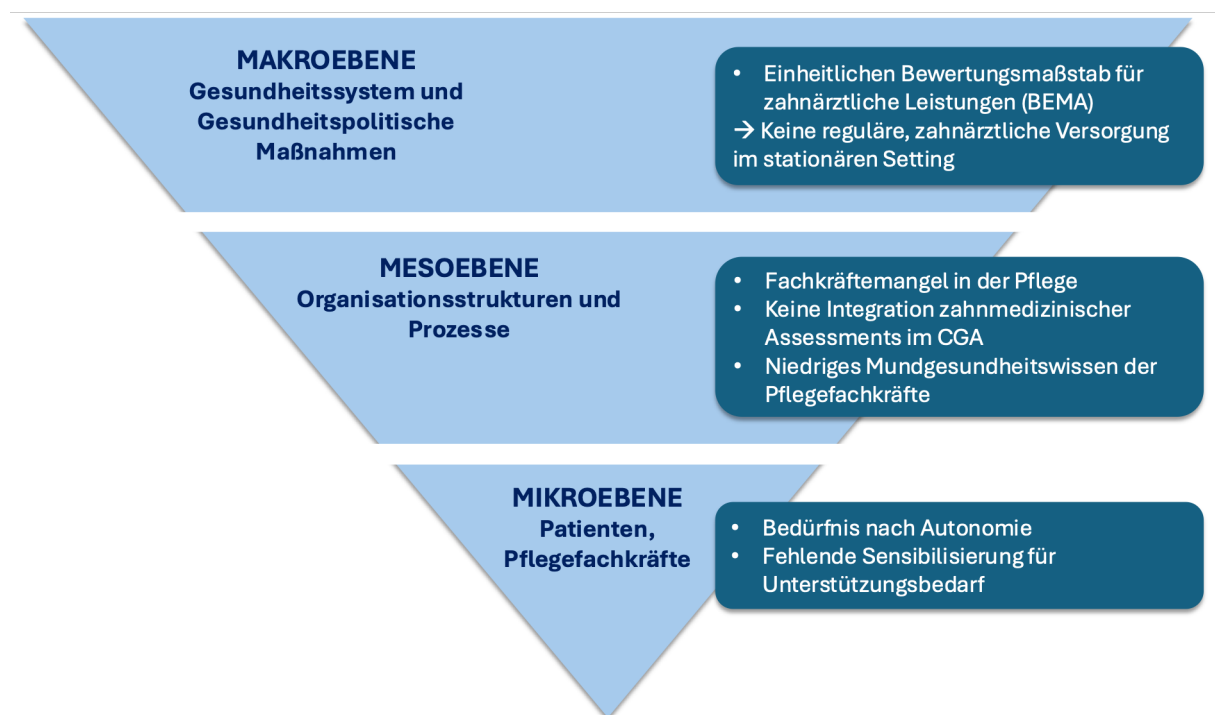 MAKROEBENE
Gesundheitssystem und
Gesundheitspolitische
Maßnahmen
• Einheitlichen Bewertungsmaßstab für
zahnärztliche Leistungen (BEMA)
→ Keine reguläre, zahnärztliche Versorgung
im stationären Setting
MESOEBENE
Organisationsstrukturen und
Prozesse
• Fachkräftemangel in der Pflege
• Keine Integration zahnmedizinischer
Assessments im CGA
• Niedriges Mundgesundheitswissen der
Pflegefachkräfte
MIKROEBENE
Patienten,
Pflegefachkräfte
• Bedürfnis nach Autonomie
• Fehlende Sensibilisierung für
Unterstützungsbedarf